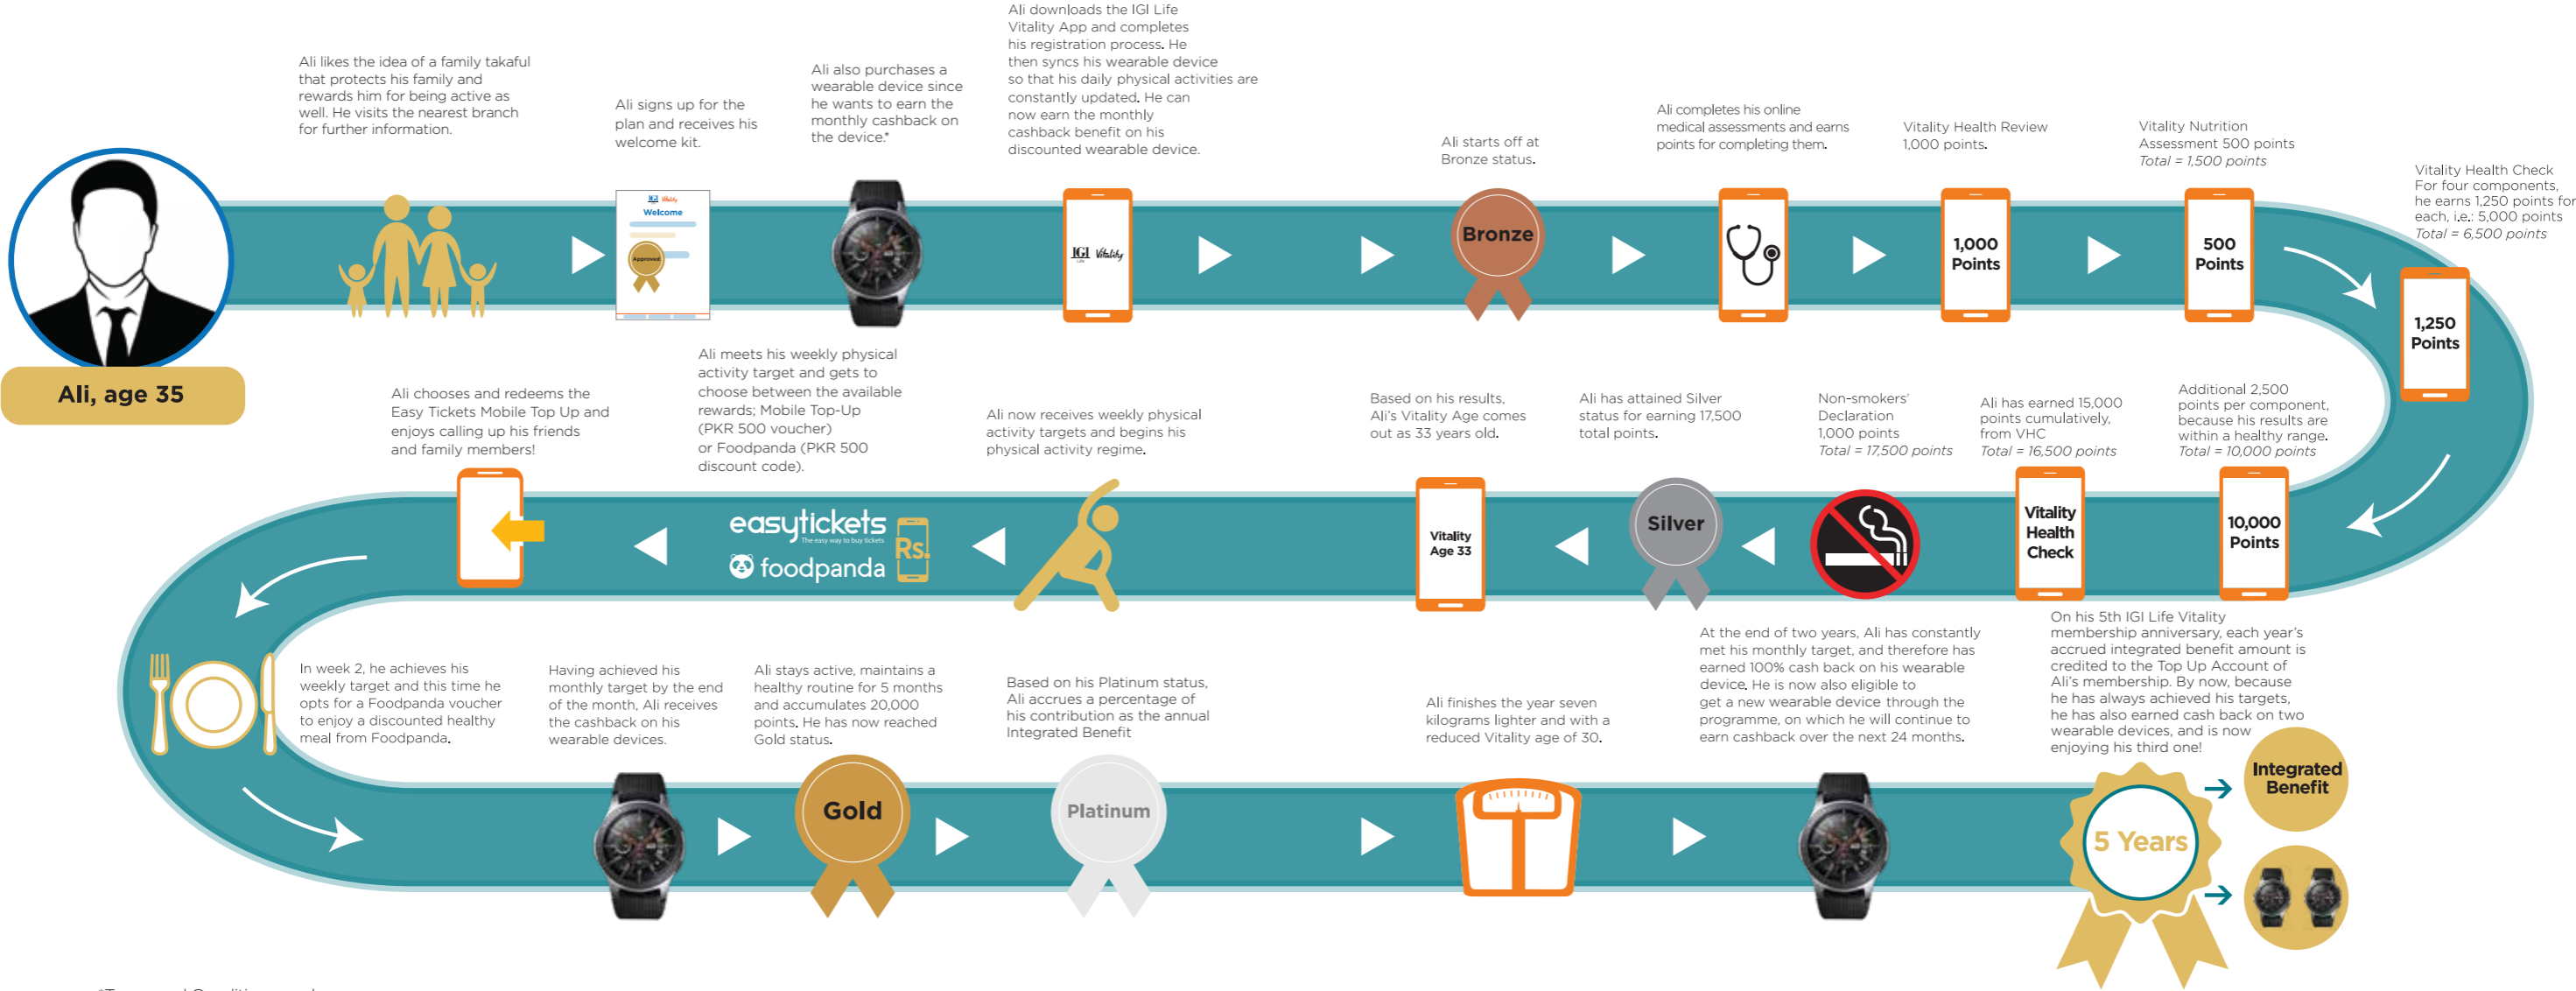 Ali, age 35
Ali likes the idea of a family takaful
that protects his family and
rewards him for being active as
well. He visits the nearest branch
for further information.
Ali signs up for the
plan and receives his
welcome kit.
IGI Vitality
Welcome
Approved
Ali also purchases a
wearable device since
he wants to earn the
monthly cashback on
the device.*
Ali downloads the IGI Life
Vitality App and completes
his registration process. He
then syncs his wearable device
so that his daily physical activities are
constantly updated. He can
now earn the monthly
cashback benefit on his
discounted wearable device.
IGI Vitality
LIFE
Ali starts off at
Bronze status.
Bronze
Ali completes his online
medical assessments and earns
points for completing them.
Vitality Health Review
1,000 points.
1,000
Points
Vitality Nutrition
Assessment 500 points
Total = 1,500 points
500
Points
Vitality Health Check
For four components,
he earns 1,250 points for
each, i.e.: 5,000 points
Total = 6,500 points
1,250
Points
Additional 2,500
points per component,
because his results are
within a healthy range.
Total = 10,000 points
10,000
Points
Ali has earned 15,000
points cumulatively,
from VHC
Total = 16,500 points
Vitality
Health
Check
Non-smokers'
Declaration
1,000 points
Total = 17,500 points
Ali has attained Silver
status for earning 17,500
total points.
Silver
Based on his results,
Ali's Vitality Age comes
out as 33 years old.
Vitality
Age 33
Ali now receives weekly physical
activity targets and begins his
physical activity regime.
Ali meets his weekly physical
activity target and gets to
choose between the available
rewards; Mobile Top-Up
(PKR 500 voucher)
or Foodpanda (PKR 500
discount code).
easytickets
The easy way to buy tickets
foodpanda
Rs.
Ali chooses and redeems the
Easy Tickets Mobile Top Up and
enjoys calling up his friends
and family members!
In week 2, he achieves his
weekly target and this time he
opts for a Foodpanda voucher
to enjoy a discounted healthy
meal from Foodpanda.
Having achieved his
monthly target by the end
of the month, Ali receives
the cashback on his
wearable devices.
Ali stays active, maintains a
healthy routine for 5 months
and accumulates 20,000
points. He has now reached
Gold status.
Gold
Based on his Platinum status,
Ali accrues a percentage of
his contribution as the annual
Integrated Benefit
Platinum
Ali finishes the year seven
kilograms lighter and with a
reduced Vitality age of 30.
At the end of two years, Ali has constantly
met his monthly target, and therefore has
earned 100% cash back on his wearable
device. He is now also eligible to
get a new wearable device through the
programme, on which he will continue to
earn cashback over the next 24 months.
On his 5th IGI Life Vitality
membership anniversary, each year's
accrued integrated benefit amount is
credited to the Top Up Account of
Ali's membership. By now, because
he has always achieved his targets,
he has also earned cash back on two
wearable devices, and is now
enjoying his third one!
5 Years
Integrated
Benefit